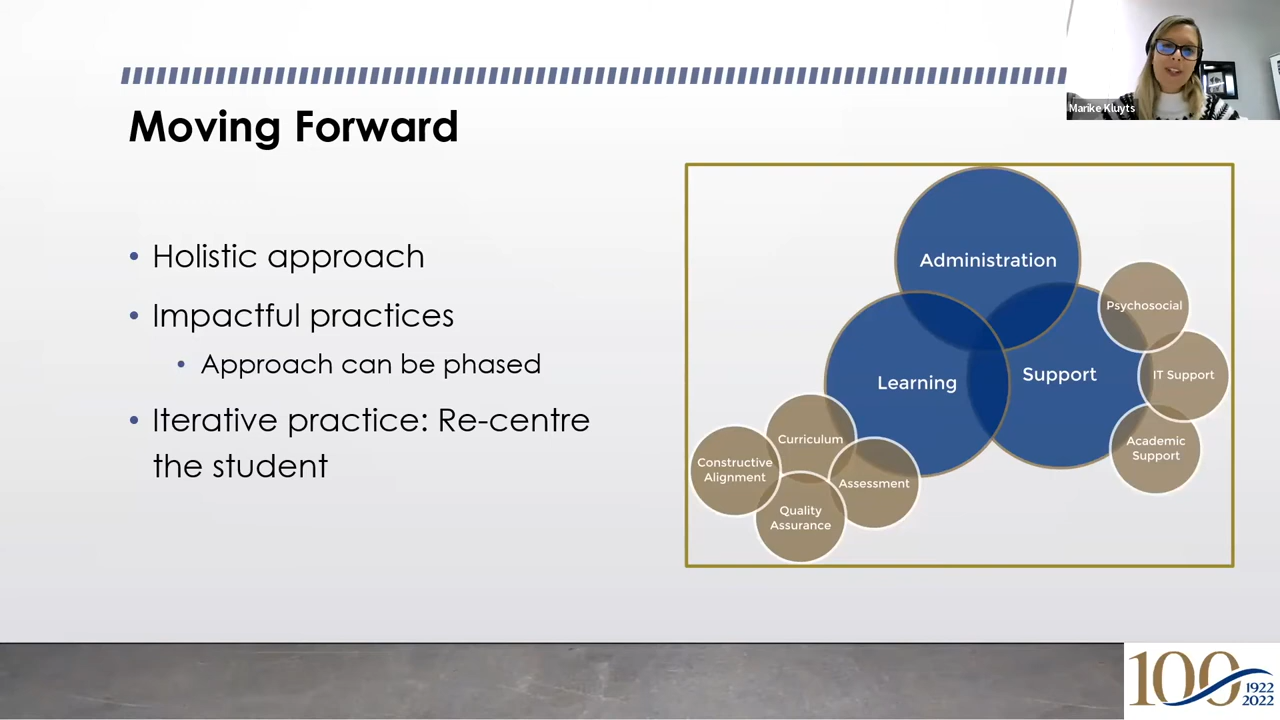 Marike Kluyts
Moving Forward
• Holistic approach
• Impactful practices
• Approach can be phased
• Iterative practice: Re-centre
the student
Administration
Learning
Support
Psychosocial
IT Support
Academic
Support
Curriculum
Constructive
Alignment
Assessment
Quality
Assurance
100
1922
2022